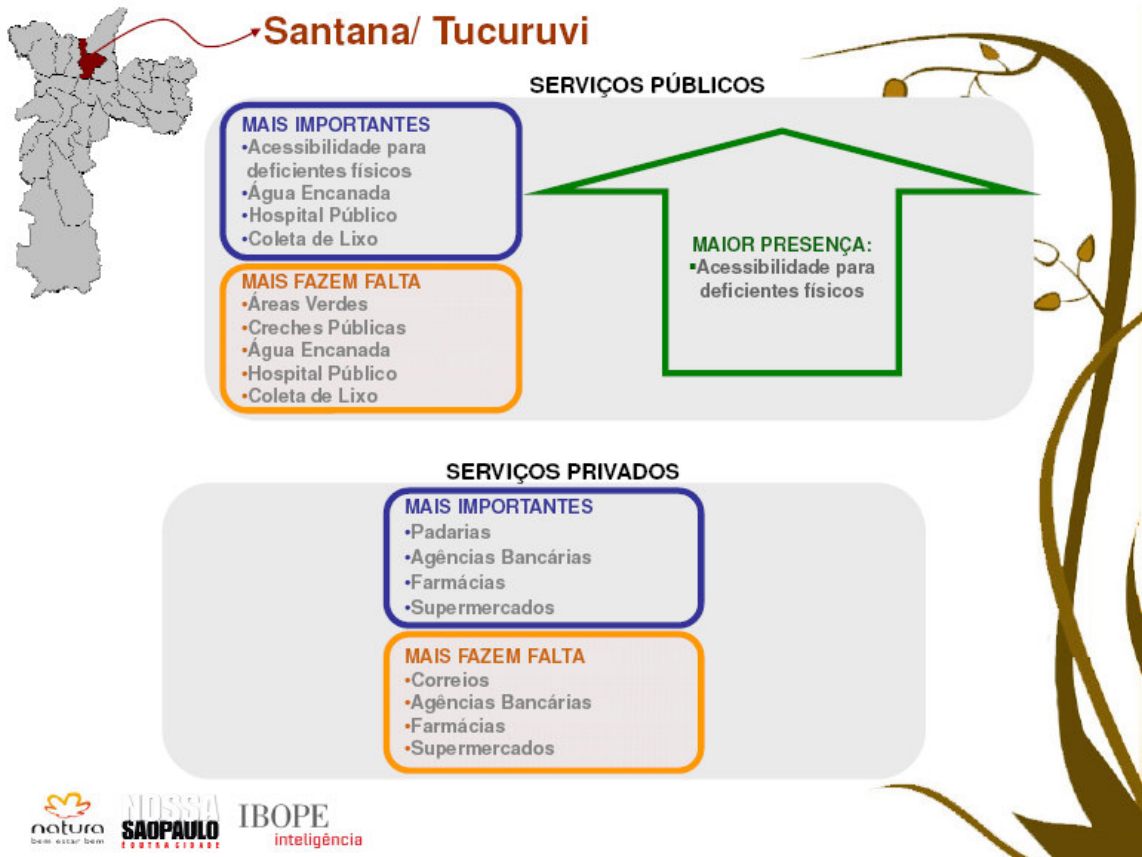 Santana/ Tucuruvi
SERVIÇOS PÚBLICOS
MAIS IMPORTANTES
•Acessibilidade para
deficientes físicos
•Água Encanada
•Hospital Público
•Coleta de Lixo
MAIS FAZEM FALTA
•Áreas Verdes
•Creches Públicas
•Água Encanada
•Hospital Público
•Coleta de Lixo
MAIOR PRESENÇA:
▪Acessibilidade para
deficientes físicos
SERVIÇOS PRIVADOS
MAIS IMPORTANTES
•Padarias
•Agências Bancárias
•Farmácias
•Supermercados
MAIS FAZEM FALTA
•Correios
•Agências Bancárias
•Farmácias
•Supermercados
natura
bem estar bem
NOSSA
SAOPAULO
É OUTRA CIDADE
IBOPE
inteligência